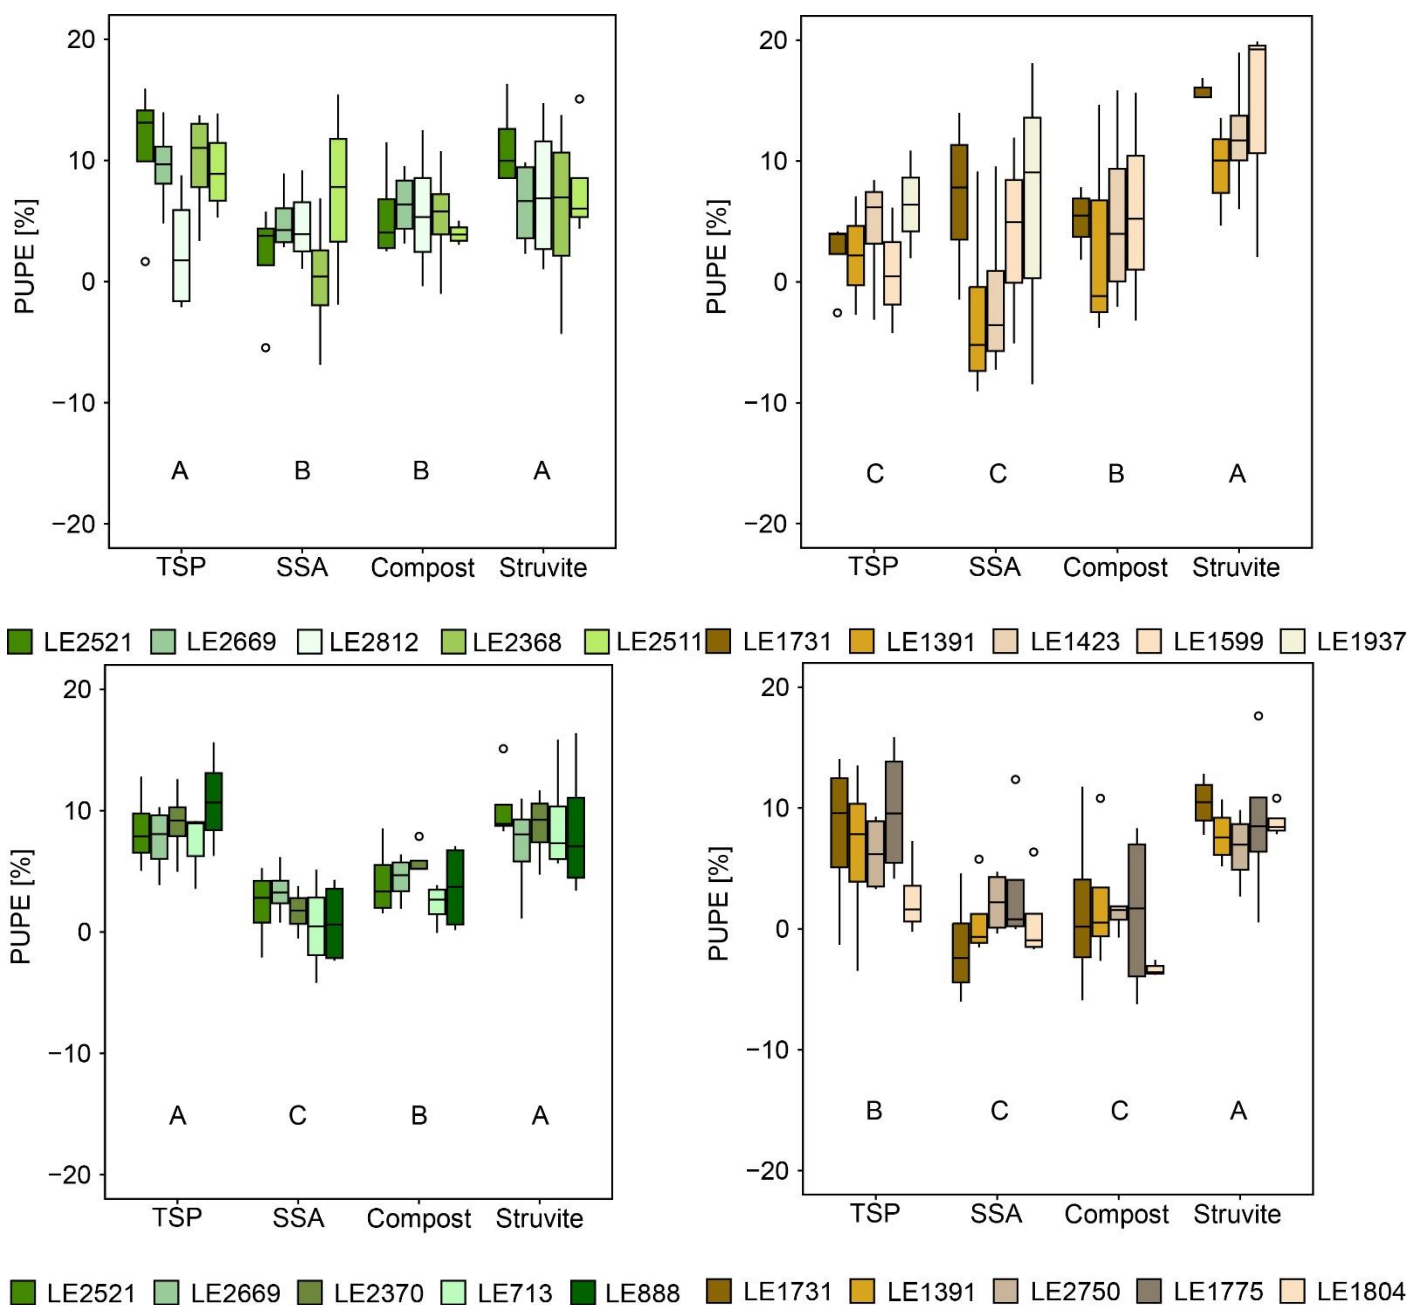 20
10
0
−10
−20
PUPE [%]
A B B A
TSP SSA Compost Struvite
LE2521 LE2669 LE2812 LE2368 LE2511
20
10
0
−10
−20
PUPE [%]
C C B A
TSP SSA Compost Struvite
LE1731 LE1391 LE1423 LE1599 LE1937
20
10
0
−10
−20
PUPE [%]
A C B A
TSP SSA Compost Struvite
LE2521 LE2669 LE2370 LE713 LE888
20
10
0
−10
−20
PUPE [%]
B C C A
TSP SSA Compost Struvite
LE1731 LE1391 LE2750 LE1775 LE1804